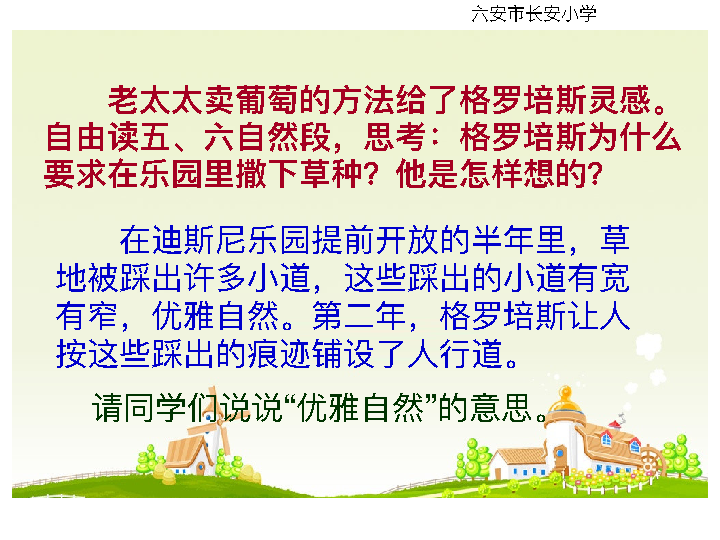 六安市长安小学
老太太卖葡萄的方法给了格罗培斯灵感。
自由读五、六自然段，思考：格罗培斯为什么
要求在乐园里撒下草种？他是怎样想的？
在迪斯尼乐园提前开放的半年里，草
地被踩出许多小道，这些踩出的小道有宽
有窄，优雅自然。第二年，格罗培斯让人
按这些踩出的痕迹铺设了人行道。
请同学们说说“优雅自然”的意思。